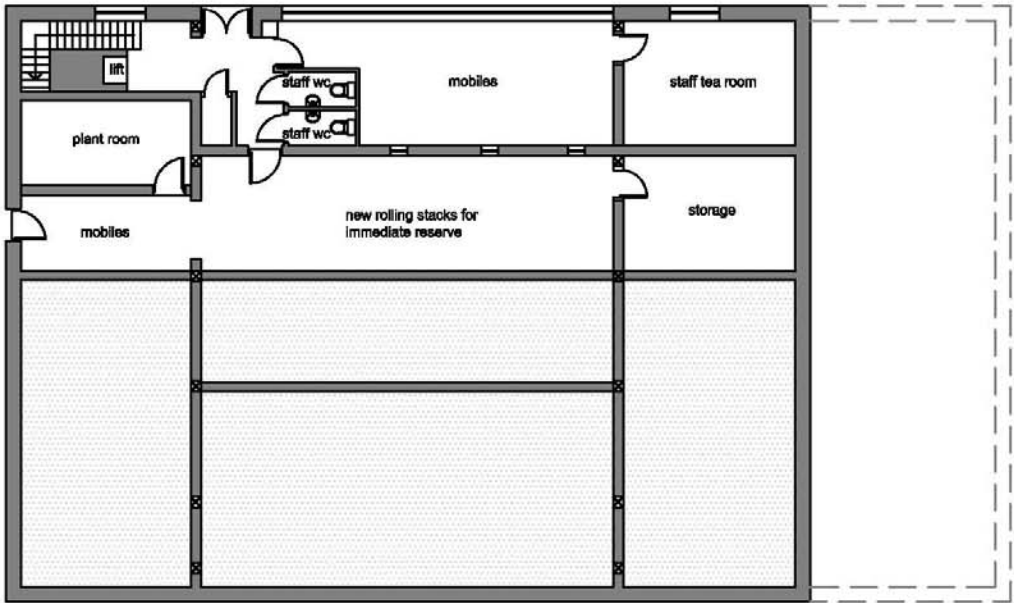 lift
staff wc
mobiles
staff tea room
staff wc
plant room
new rolling stacks for
immediate reserve
storage
mobiles